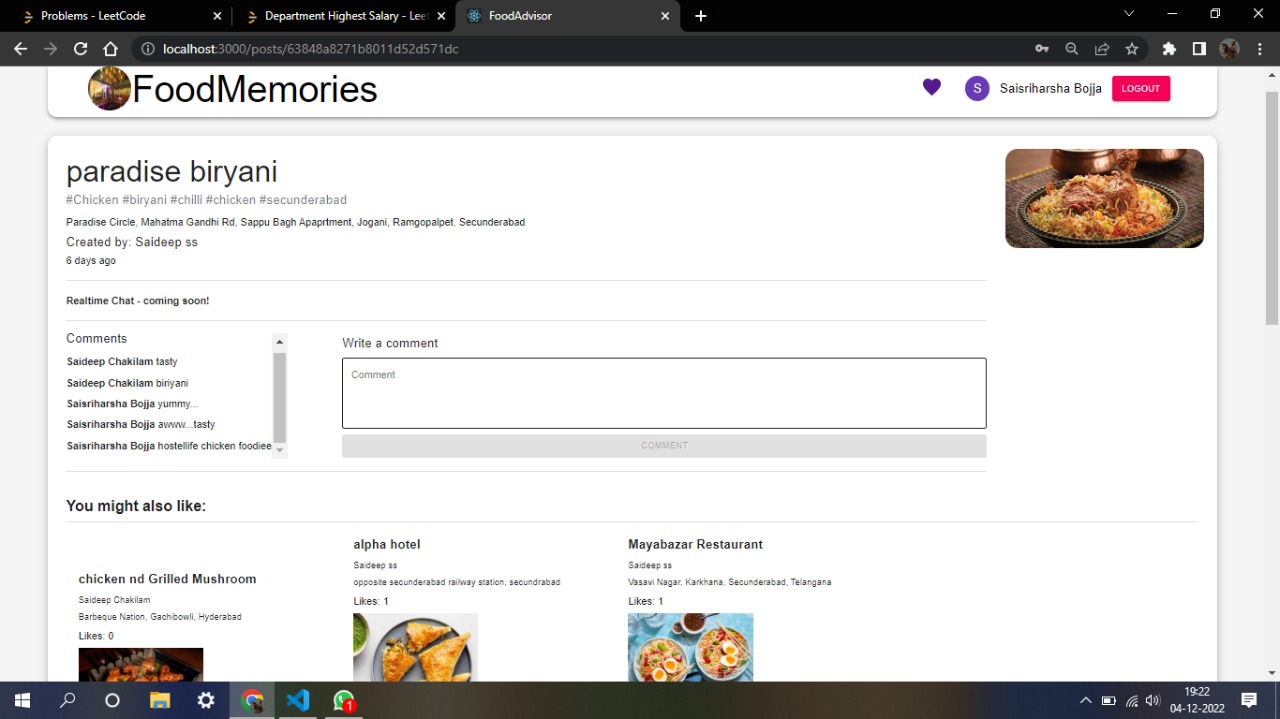 Problems - LeetCode
Department Highest Salary - Leet
FoodAdvisor
localhost:3000/posts/63848a8271b8011d52d571dc
FoodMemories
S
Saisriharsha Bojja
LOGOUT
paradise biryani
#Chicken #biryani #chilli #chicken #secunderabad
Paradise Circle, Mahatma Gandhi Rd, Sappu Bagh Apaprtment, Jogani, Ramgopalpet, Secunderabad
Created by: Saideep ss
6 days ago
Realtime Chat - coming soon!
Comments
Saideep Chakilam tasty
Saideep Chakilam biriyani
Saisriharsha Bojja yummy...
Saisriharsha Bojja awww...tasty
Saisriharsha Bojja hostellife chicken foodiee
Write a comment
Comment
COMMENT
You might also like:
chicken nd Grilled Mushroom
Saideep Chakilam
Barbeque Nation, Gachibowli, Hyderabad
Likes: 0
alpha hotel
Saideep ss
opposite secunderabad railway station, secundrabad
Likes: 1
Mayabazar Restaurant
Saideep ss
Vasavi Nagar, Karkhana, Secunderabad, Telangana
Likes: 1
1
19:22
04-12-2022